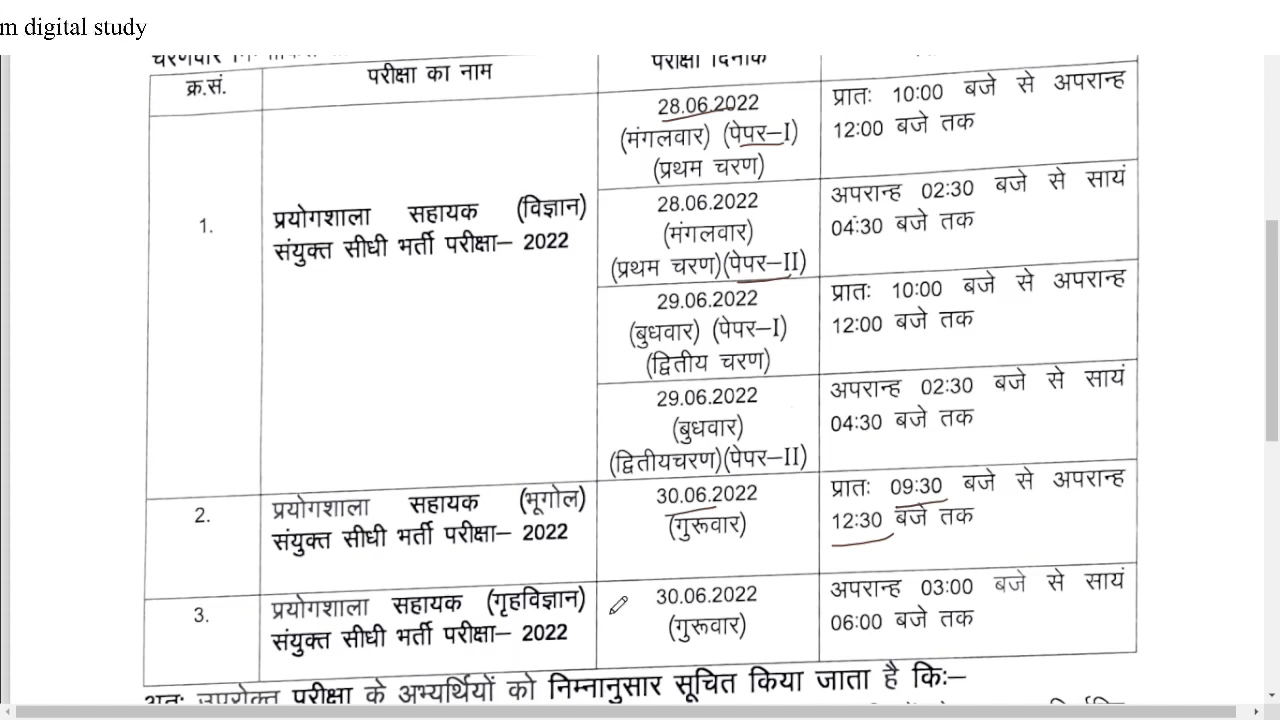 m digital study
परीक्षा दिनांक
क्र.सं.
परीक्षा का नाम
28.06.2022
(मंगलवार) (पेपर–I)
(प्रथम चरण)
प्रातः 10:00 बजे से अपरान्ह
12:00 बजे तक
1.
प्रयोगशाला सहायक (विज्ञान)
संयुक्त सीधी भर्ती परीक्षा– 2022
28.06.2022
(मंगलवार)
(प्रथम चरण)(पेपर–II)
अपरान्ह 02:30 बजे से सायं
04:30 बजे तक
29.06.2022
(बुधवार) (पेपर–I)
(द्वितीय चरण)
प्रातः 10:00 बजे से अपरान्ह
12:00 बजे तक
29.06.2022
(बुधवार)
(द्वितीयचरण)(पेपर–II)
अपरान्ह 02:30 बजे से सायं
04:30 बजे तक
2.
प्रयोगशाला सहायक (भूगोल)
संयुक्त सीधी भर्ती परीक्षा– 2022
30.06.2022
(गुरूवार)
प्रातः 09:30 बजे से अपरान्ह
12:30 बजे तक
3.
प्रयोगशाला सहायक (गृहविज्ञान)
संयुक्त सीधी भर्ती परीक्षा– 2022
30.06.2022
(गुरूवार)
अपरान्ह 03:00 बजे से सायं
06:00 बजे तक
अतः उपरोक्त परीक्षा के अभ्यर्थियों को निम्नानुसार सूचित किया जाता है किः–